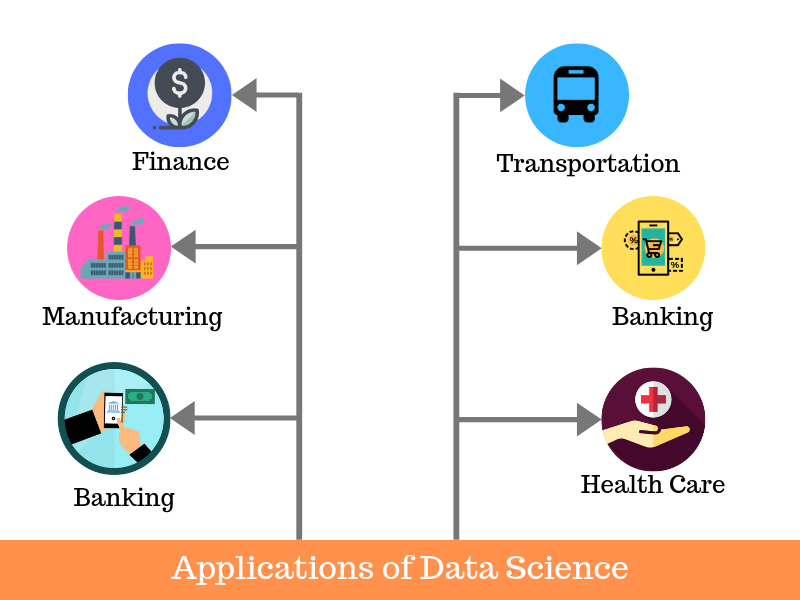 Finance
Transportation
Manufacturing
Banking
Banking
Health Care
Applications of Data Science
$
%
%